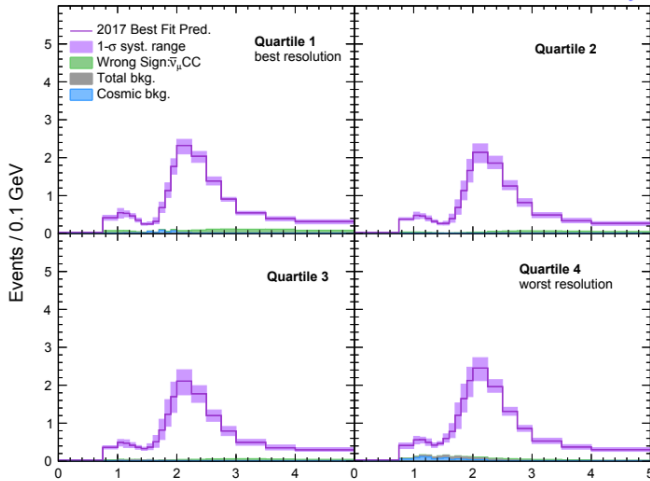 2017 Best Fit Pred.
1-σ syst. range
Wrong Sign:ν̄μCC
Total bkg.
Cosmic bkg.
Quartile 1
best resolution
Quartile 2
Quartile 3
Quartile 4
worst resolution
Events / 0.1 GeV
5
4
3
2
1
0
5
4
3
2
1
0
0 1 2 3 4 0 1 2 3 4 5